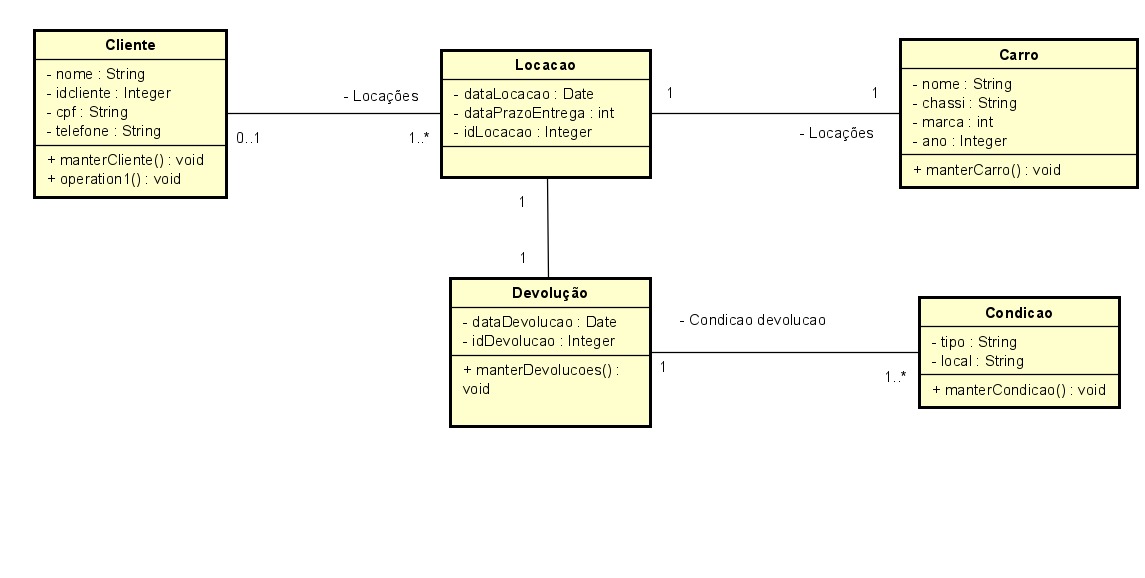 Cliente
- nome : String
- idcliente : Integer
- cpf : String
- telefone : String
+ manterCliente() : void
+ operation1() : void
- Locações
0..1
1..*
Locacao
- dataLocacao : Date
- dataPrazoEntrega : int
- idLocacao : Integer
1
1
- Locações
Carro
- nome : String
- chassi : String
- marca : int
- ano : Integer
+ manterCarro() : void
1
1
Devolução
- dataDevolucao : Date
- idDevolucao : Integer
+ manterDevolucoes() :
void
- Condicao devolucao
1
1..*
Condicao
- tipo : String
- local : String
+ manterCondicao() : void